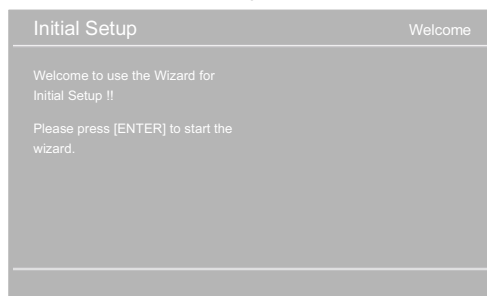 Initial Setup
Welcome
Welcome to use the Wizard for
Initial Setup !!
Please press [ENTER] to start the
wizard.